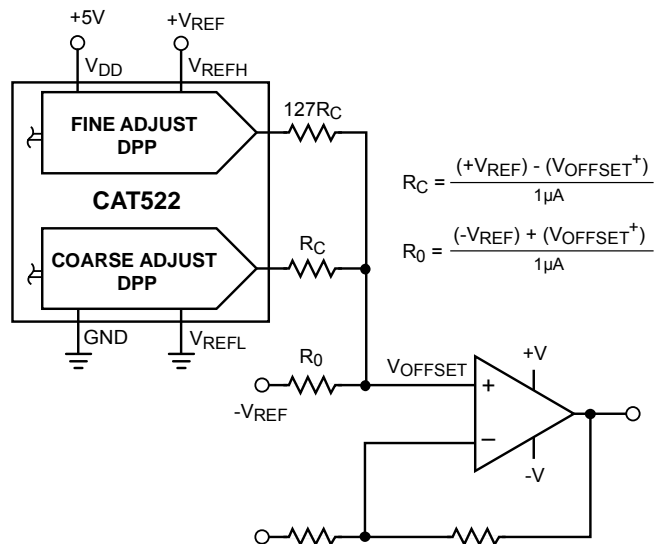 +5V
+VREF
VDD
VREFH
FINE ADJUST
DPP
127RC
CAT522
RC = (+VREF) - (VOFFSET+)
1µA
COARSE ADJUST
DPP
RC
R0 = (-VREF) + (VOFFSET+)
1µA
GND
VREFL
R0
VOFFSET
+V
-VREF
+
−
-V